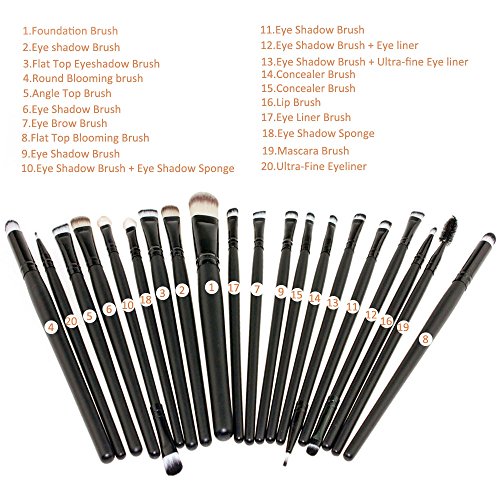 1.Foundation Brush
2.Eye shadow Brush
3.Flat Top Eyeshadow Brush
4.Round Blooming brush
5.Angle Top Brush
6.Eye Shadow Brush
7.Eye Brow Brush
8.Flat Top Blooming Brush
9.Eye Shadow Brush
10.Eye Shadow Brush + Eye Shadow Sponge
11.Eye Shadow Brush
12.Eye Shadow Brush + Eye liner
13.Eye Shadow Brush + Ultra-fine Eye liner
14.Concealer Brush
15.Concealer Brush
16.Lip Brush
17.Eye Liner Brush
18.Eye Shadow Sponge
19.Mascara Brush
20.Ultra-Fine Eyeliner
4 20 5 6 10 18 3 2 1 17 7 9 15 14 13 11 12 16 19 8